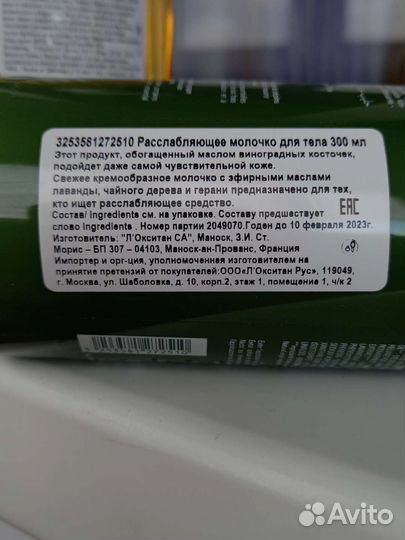 3253581272510 Расслабляющее молочко для тела 300 мл
Этот продукт, обогащенный маслом виноградных косточек,
подойдет даже самой чувствительной коже.
Свежее кремообразное молочко с эфирными маслами
лаванды, чайного дерева и герани предназначено для тех,
кто ищет расслабляющее средство.
Состав/ ingredients см. на упаковке. Составу предшествует
слово ingredients . Номер партии 2049070.Годен до 10 февраля 2023г.
Изготовитель: "Л'Окситан СА", Маноск, З.И. Ст.
Морис – БП 307 – 04103, Маноск-ан-Прованс, Франция
Импортер и орг-ция, уполномоченная изготовителем на
принятие претензий от покупателей:ООО«Л'Окситан Рус», 119049,
г. Москва, ул. Шаболовка, д. 10, корп.2, этаж 1, помещение 1, ч/к 2
EAC
Avito